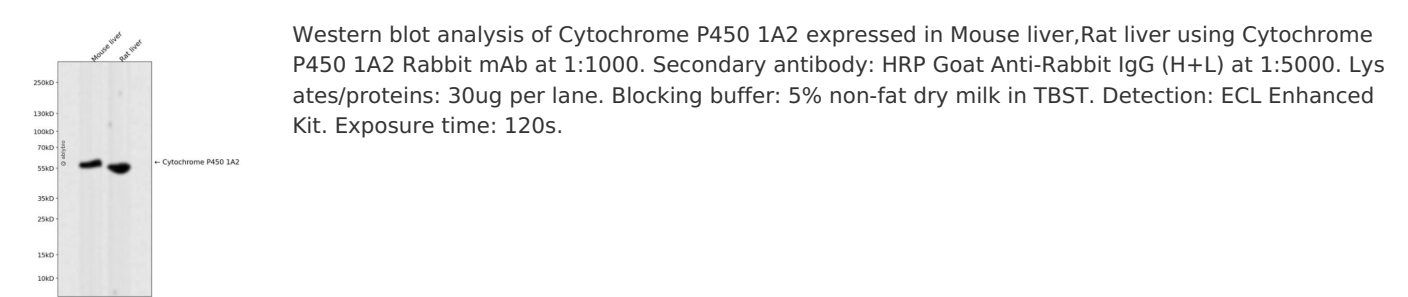 Mouse liver
Rat liver
250kD
130kD
100kD
70kD
55kD
35kD
25kD
15kD
10kD
← Cytochrome P450 1A2
Western blot analysis of Cytochrome P450 1A2 expressed in Mouse liver,Rat liver using Cytochrome
P450 1A2 Rabbit mAb at 1:1000. Secondary antibody: HRP Goat Anti-Rabbit IgG (H+L) at 1:5000. Lys
ates/proteins: 30ug per lane. Blocking buffer: 5% non-fat dry milk in TBST. Detection: ECL Enhanced
Kit. Exposure time: 120s.